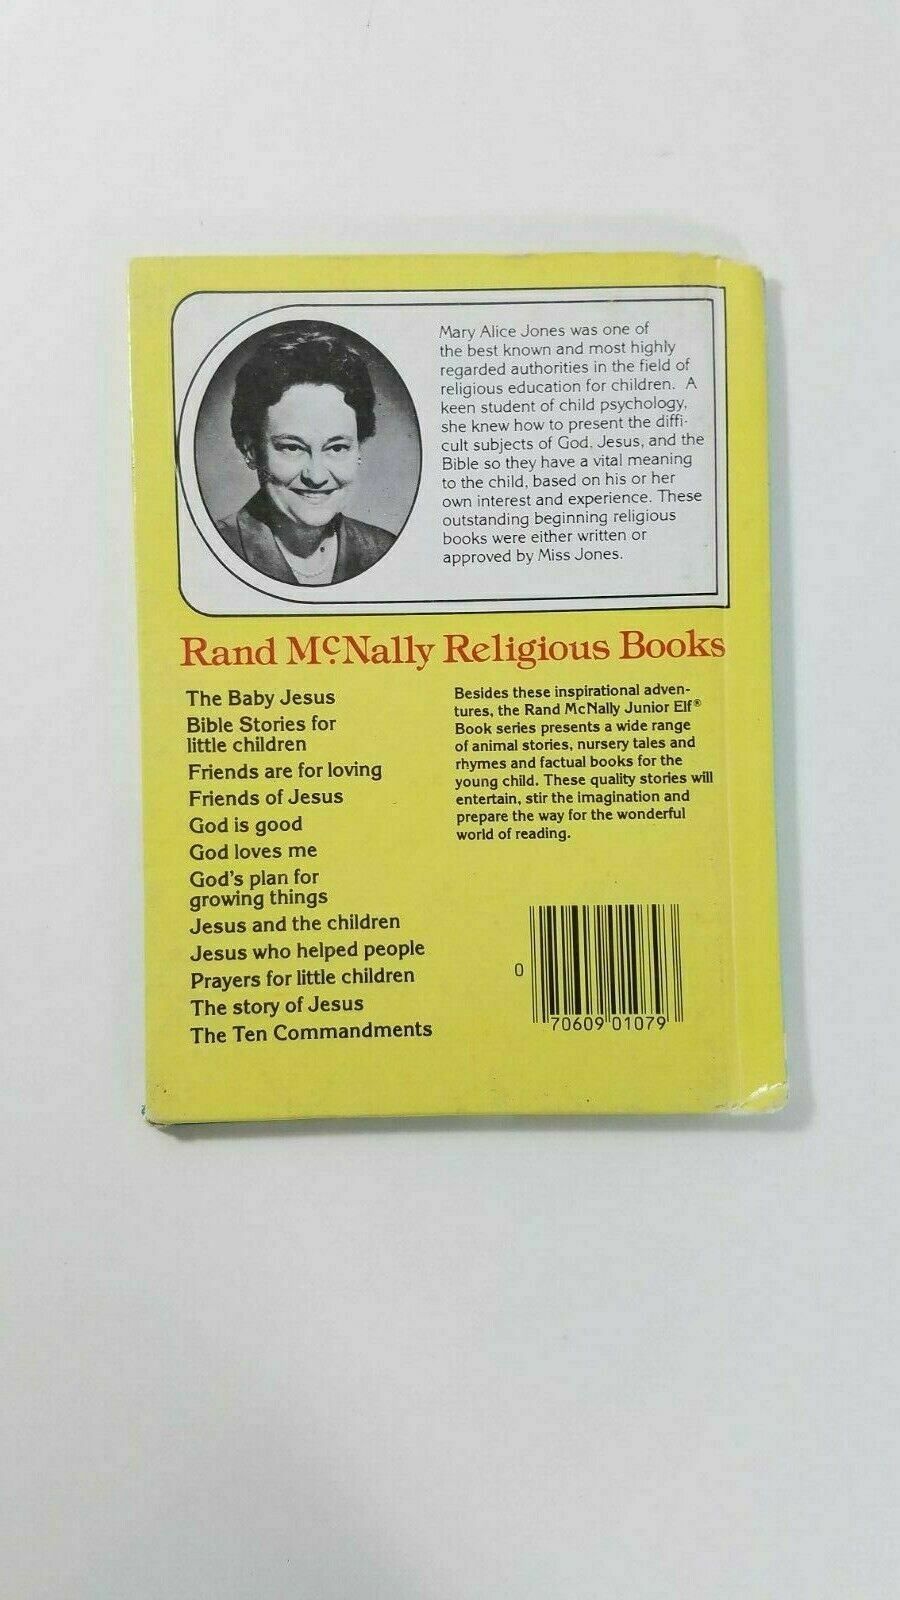 Mary Alice Jones was one of
the best known and most highly
regarded authorities in the field of
religious education for children. A
keen student of child psychology,
she knew how to present the diffi-
cult subjects of God, Jesus, and the
Bible so they have a vital meaning
to the child, based on his or her
own interest and experience. These
outstanding beginning religious
books were either written or
approved by Miss Jones.
Rand McNally Religious Books
The Baby Jesus
Bible Stories for
little children
Friends are for loving
Friends of Jesus
God is good
God loves me
God's plan for
growing things
Jesus and the children
Jesus who helped people
Prayers for little children
The story of Jesus
The Ten Commandments
Besides these inspirational adven-
tures, the Rand McNally Junior Elf®
Book series presents a wide range
of animal stories, nursery tales and
rhymes and factual books for the
young child. These quality stories will
entertain, stir the imagination and
prepare the way for the wonderful
world of reading.
0 70609 01079